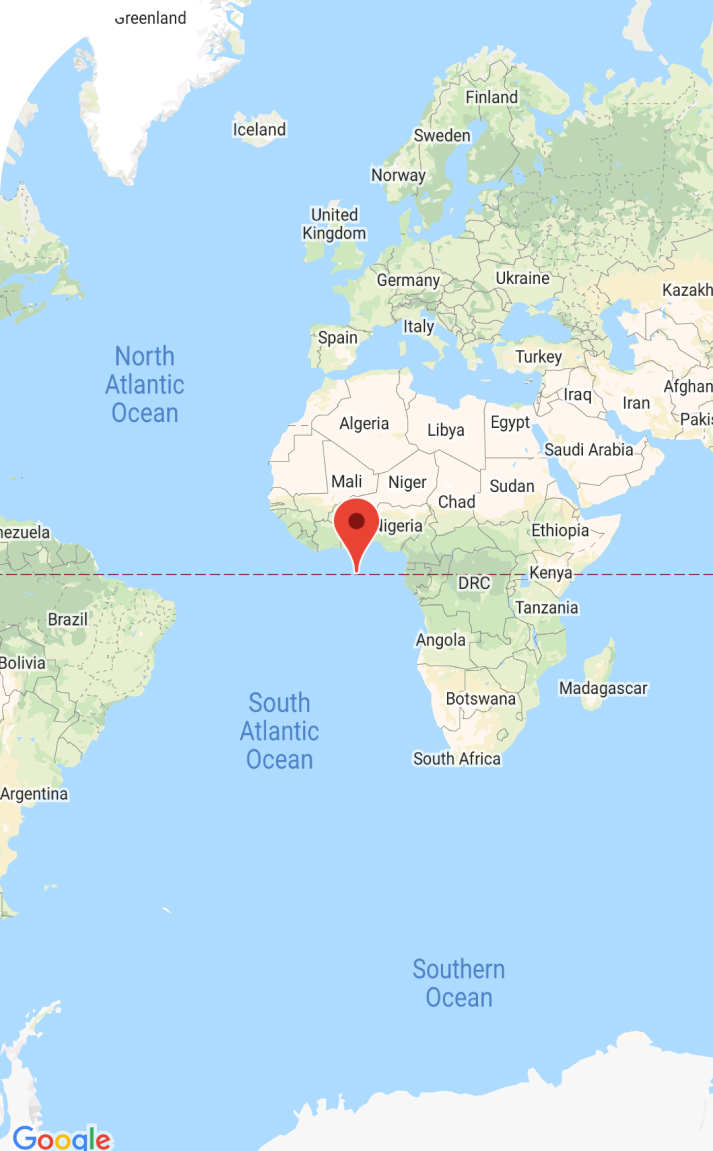 Greenland
Iceland
Finland
Sweden
Norway
United
Kingdom
Germany
Ukraine
Kazakh
Italy
Spain
Turkey
North
Atlantic
Ocean
Iraq
Iran
Afghan
Pakis
Algeria
Libya
Egypt
Saudi Arabia
Mali
Niger
Sudan
Chad
Nigeria
nezuela
Ethiopia
DRC
Kenya
Brazil
Tanzania
Angola
Bolivia
Madagascar
Botswana
South
Atlantic
Ocean
South Africa
Argentina
Southern
Ocean
Google